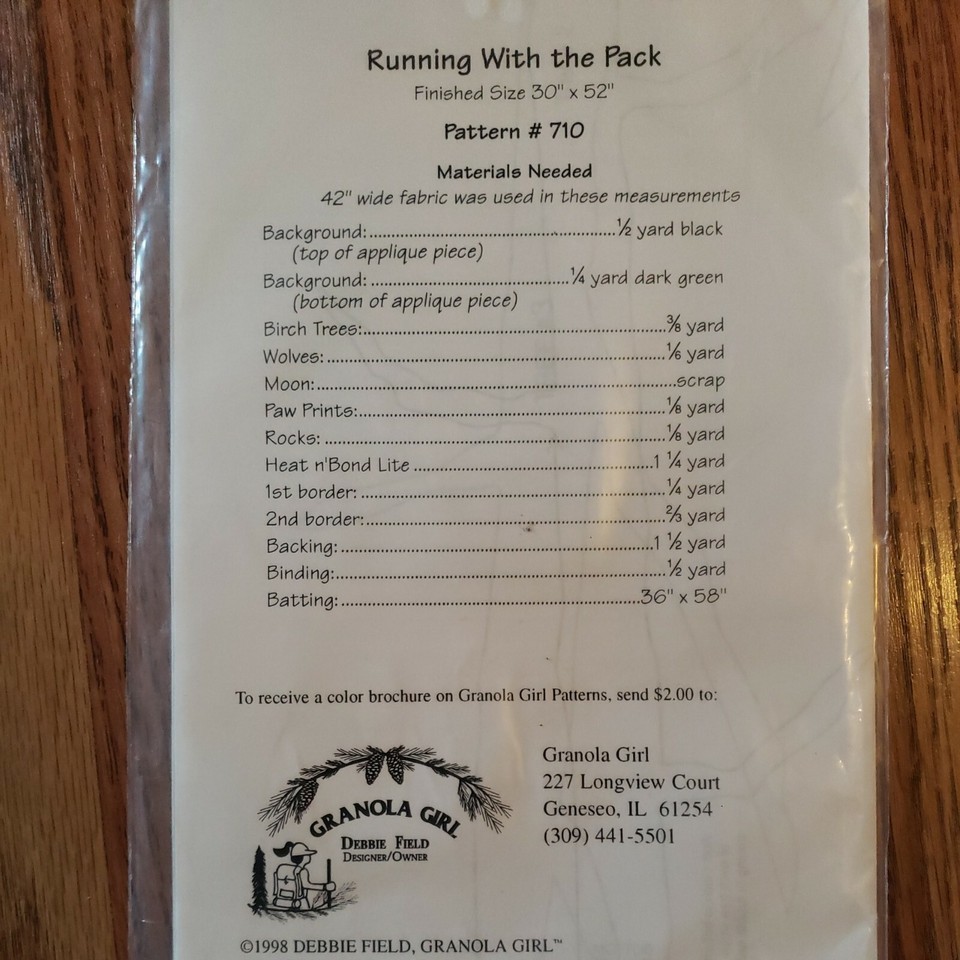 Running With the Pack
Finished Size 30" x 52"
Pattern # 710
Materials Needed
42" wide fabric was used in these measurements
Background:..........................................½ yard black
(top of applique piece)
Background: ..................................¼ yard dark green
(bottom of applique piece)
Birch Trees:..................................................⅜ yard
Wolves: ........................................................⅙ yard
Moon:............................................................scrap
Paw Prints:...................................................⅛ yard
Rocks: .........................................................⅛ yard
Heat n'Bond Lite ........................................1 ¼ yard
1st border: ...................................................¼ yard
2nd border:..................................................⅔ yard
Backing: ....................................................1 ½ yard
Binding:.......................................................½ yard
Batting:..................................................36" x 58"
To receive a color brochure on Granola Girl Patterns, send $2.00 to:
Granola Girl
227 Longview Court
Geneseo, IL 61254
(309) 441-5501
GRANOLA GIRL
DEBBIE FIELD
DESIGNER/OWNER
©1998 DEBBIE FIELD, GRANOLA GIRL™